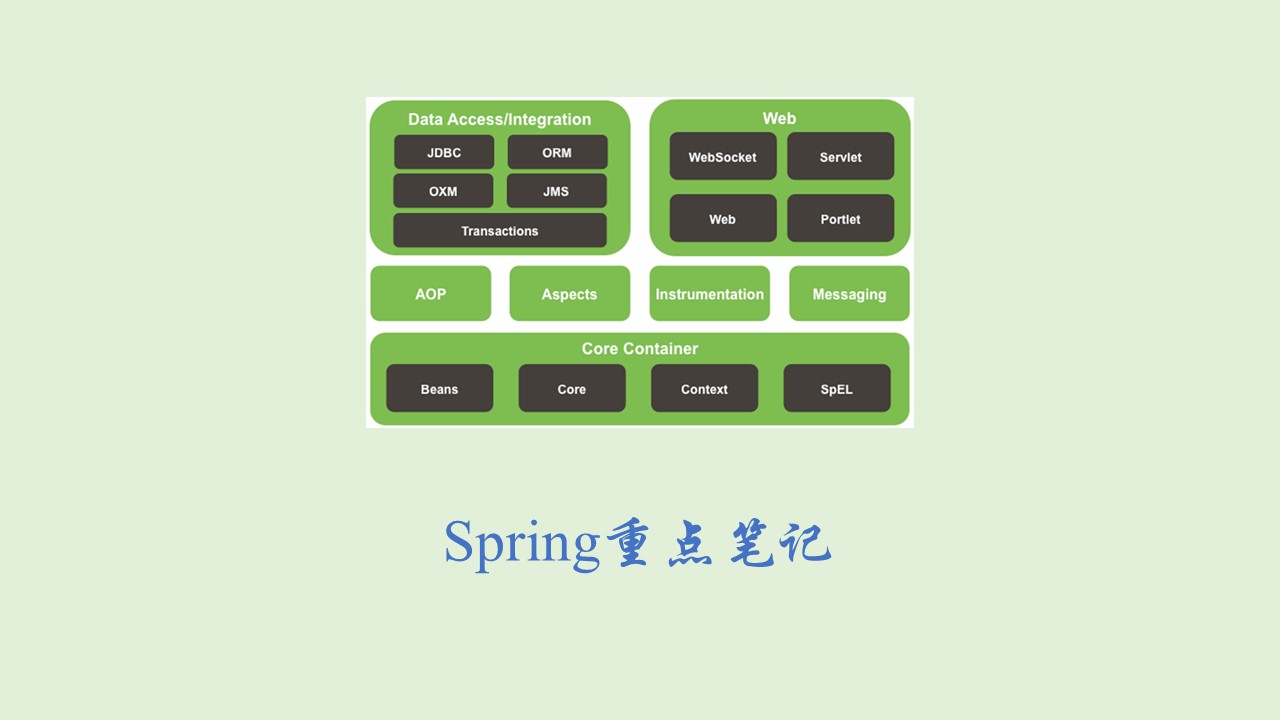 Data Access/Integration
JDBC ORM
OXM JMS
Transactions
Web
WebSocket Servlet
Web Portlet
AOP Aspects Instrumentation Messaging
Core Container
Beans Core Context SpEL
Spring重点笔记